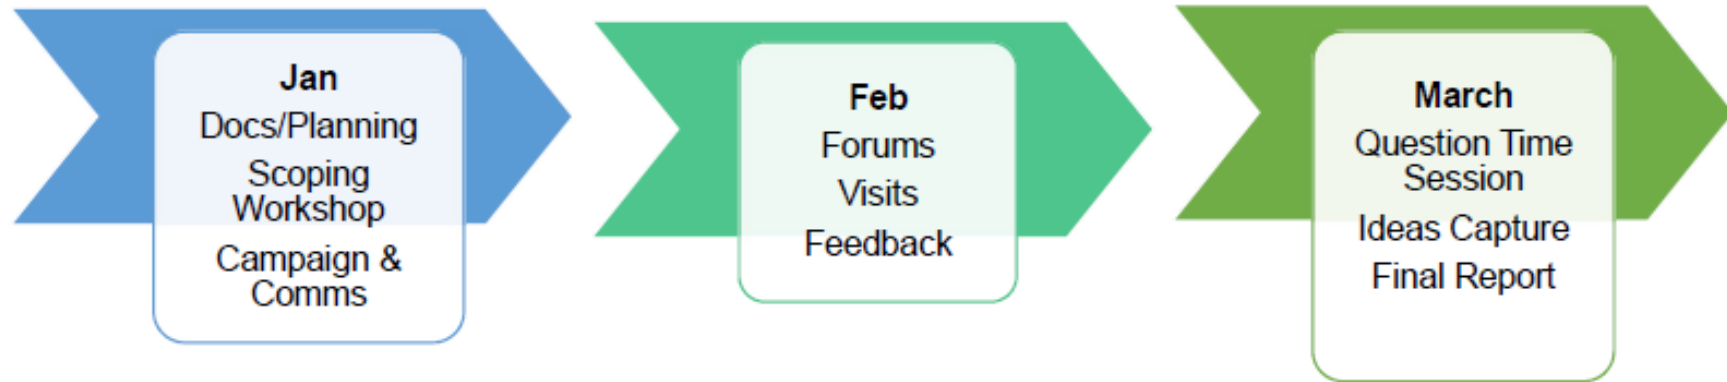 Jan
Docs/Planning
Scoping
Workshop
Campaign &
Comms
Feb
Forums
Visits
Feedback
March
Question Time
Session
Ideas Capture
Final Report